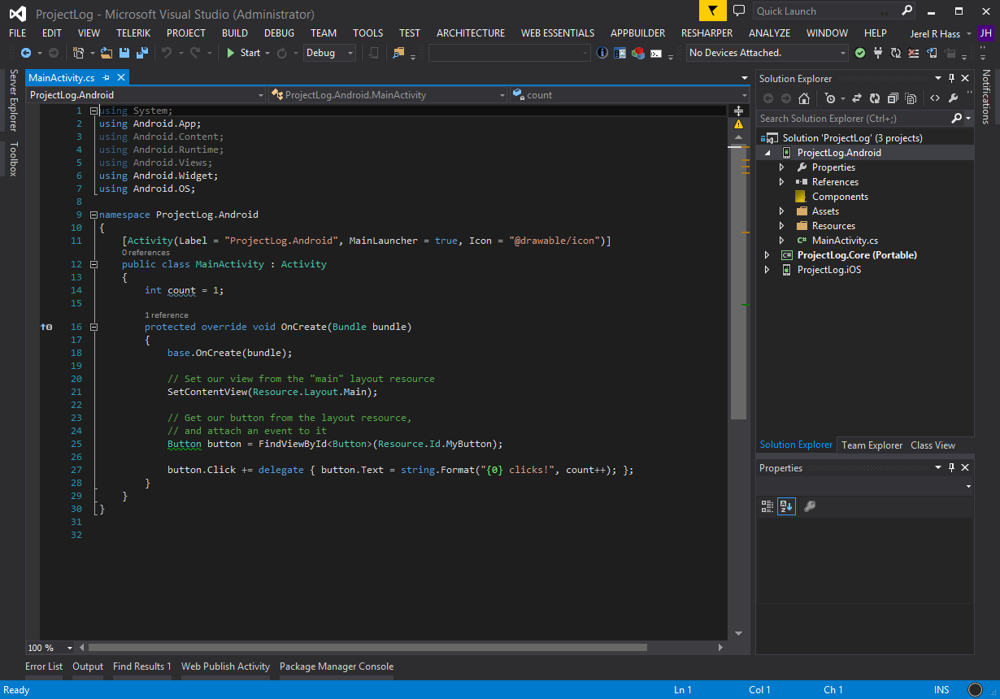 ProjectLog - Microsoft Visual Studio (Administrator)
Quick Launch
FILE EDIT VIEW TELERIK PROJECT BUILD DEBUG TEAM TOOLS TEST ARCHITECTURE WEB ESSENTIALS APPBUILDER RESHARPER ANALYZE WINDOW HELP Jerel R Hass JH
Start Debug No Devices Attached.
Server Explorer
Toolbox
MainActivity.cs
ProjectLog.Android ProjectLog.Android.MainActivity count
1 using System;
2 using Android.App;
3 using Android.Content;
4 using Android.Runtime;
5 using Android.Views;
6 using Android.Widget;
7 using Android.OS;
8
9 namespace ProjectLog.Android
10 {
11 [Activity(Label = "ProjectLog.Android", MainLauncher = true, Icon = "@drawable/icon")]
0 references
12 public class MainActivity : Activity
13 {
14 int count = 1;
15
1 reference
16 protected override void OnCreate(Bundle bundle)
17 {
18 base.OnCreate(bundle);
19
20 // Set our view from the "main" layout resource
21 SetContentView(Resource.Layout.Main);
22
23 // Get our button from the layout resource,
24 // and attach an event to it
25 Button button = FindViewById<Button>(Resource.Id.MyButton);
26
27 button.Click += delegate { button.Text = string.Format("{0} clicks!", count++); };
28 }
29 }
30 }
31
32
100 %
Solution Explorer
Search Solution Explorer (Ctrl+;)
Solution 'ProjectLog' (3 projects)
ProjectLog.Android
Properties
References
Components
Assets
Resources
C# MainActivity.cs
C# ProjectLog.Core (Portable)
ProjectLog.iOS
Solution Explorer Team Explorer Class View
Properties
Notifications
Error List Output Find Results 1 Web Publish Activity Package Manager Console
Ready Ln 1 Col 1 Ch 1 INS